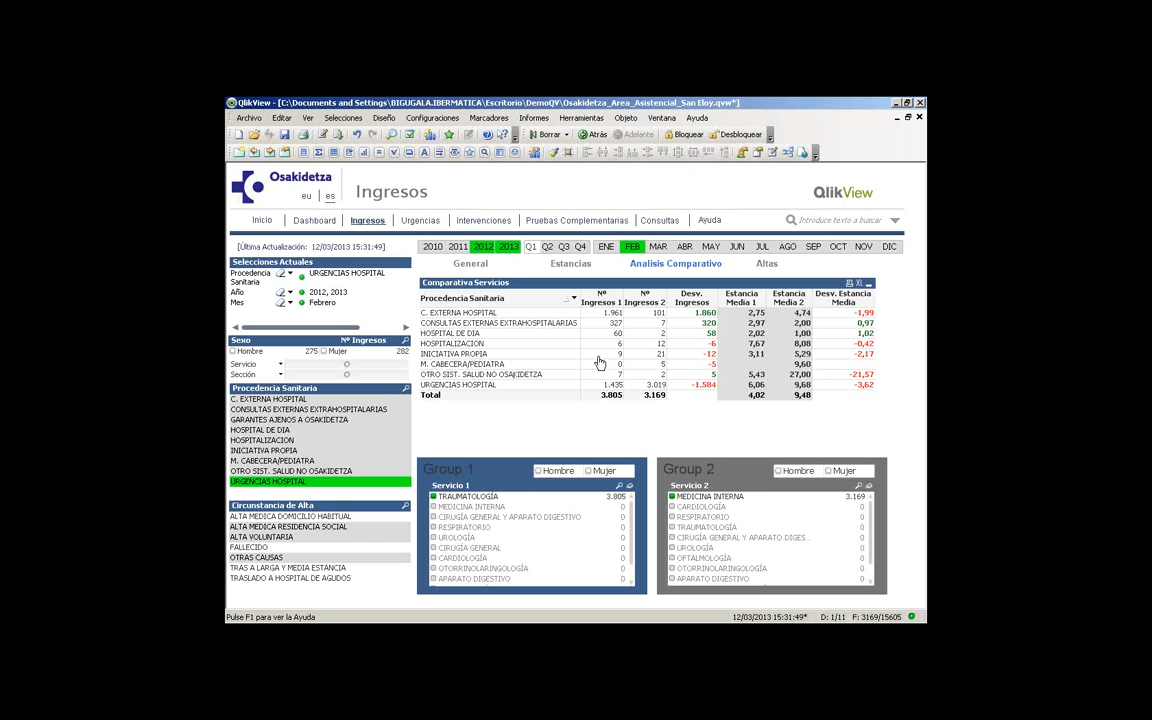 QlikView - [C:\Documents and Settings\BIGUGALA.IBERMATICA\Escritorio\DemoQV\Osakidetza_Area_Asistencial_San Eloy.qvw*]
Archivo Editar Ver Selecciones Diseño Configuraciones Marcadores Informes Herramientas Objeto Ventana Ayuda
Borrar Atrás Adelante Bloquear Desbloquear
Osakidetza
eu es
Ingresos
QlikView
Inicio Dashboard Ingresos Urgencias Intervenciones Pruebas Complementarias Consultas Ayuda
Introduce texto a buscar
[Última Actualización: 12/03/2013 15:31:49]
2010 2011 2012 2013 Q1 Q2 Q3 Q4 ENE FEB MAR ABR MAY JUN JUL AGO SEP OCT NOV DIC
General Estancias Analisis Comparativo Altas
Selecciones Actuales
Procedencia Sanitaria URGENCIAS HOSPITAL
Año 2012, 2013
Mes Febrero
Sexo Nº Ingresos
Hombre 275 Mujer 282
Servicio
Sección
Procedencia Sanitaria
C. EXTERNA HOSPITAL
CONSULTAS EXTERNAS EXTRAHOSPITALARIAS
GARANTES AJENOS A OSAKIDETZA
HOSPITAL DE DIA
HOSPITALIZACION
INICIATIVA PROPIA
M. CABECERA/PEDIATRA
OTRO SIST. SALUD NO OSAKIDETZA
URGENCIAS HOSPITAL
Circunstancia de Alta
ALTA MEDICA DOMICILIO HABITUAL
ALTA MEDICA RESIDENCIA SOCIAL
ALTA VOLUNTARIA
FALLECIDO
OTRAS CAUSAS
TRAS A LARGA Y MEDIA ESTANCIA
TRASLADO A HOSPITAL DE AGUDOS
Comparativa Servicios
Procedencia Sanitaria Nº Ingresos 1 Nº Ingresos 2 Desv. Ingresos Estancia Media 1 Estancia Media 2 Desv. Estancia Media
C. EXTERNA HOSPITAL 1.961 101 1.860 2,75 4,74 -1,99
CONSULTAS EXTERNAS EXTRAHOSPITALARIAS 327 7 320 2,97 2,00 0,97
HOSPITAL DE DIA 60 2 58 2,02 1,00 1,02
HOSPITALIZACION 6 12 -6 7,67 8,08 -0,42
INICIATIVA PROPIA 9 21 -12 3,11 5,29 -2,17
M. CABECERA/PEDIATRA 0 5 -5 9,60
OTRO SIST. SALUD NO OSAKIDETZA 7 2 5 5,43 27,00 -21,57
URGENCIAS HOSPITAL 1.435 3.019 -1.584 6,06 9,68 -3,62
Total 3.805 3.169 4,02 9,48
Group 1 Hombre Mujer
Servicio 1
TRAUMATOLOGÍA 3.805
MEDICINA INTERNA 0
CIRUGÍA GENERAL Y APARATO DIGESTIVO 0
RESPIRATORIO 0
UROLOGÍA 0
CIRUGÍA GENERAL 0
CARDIOLOGÍA 0
OTORRINOLARINGOLOGÍA 0
APARATO DIGESTIVO 0
Group 2 Hombre Mujer
Servicio 2
MEDICINA INTERNA 3.169
CARDIOLOGÍA 0
RESPIRATORIO 0
TRAUMATOLOGÍA 0
CIRUGÍA GENERAL Y APARATO DIGES... 0
UROLOGÍA 0
OFTALMOLOGÍA 0
OTORRINOLARINGOLOGÍA 0
APARATO DIGESTIVO 0
Pulse F1 para ver la Ayuda 12/03/2013 15:31:49* D: 1/11 F: 3169/15605